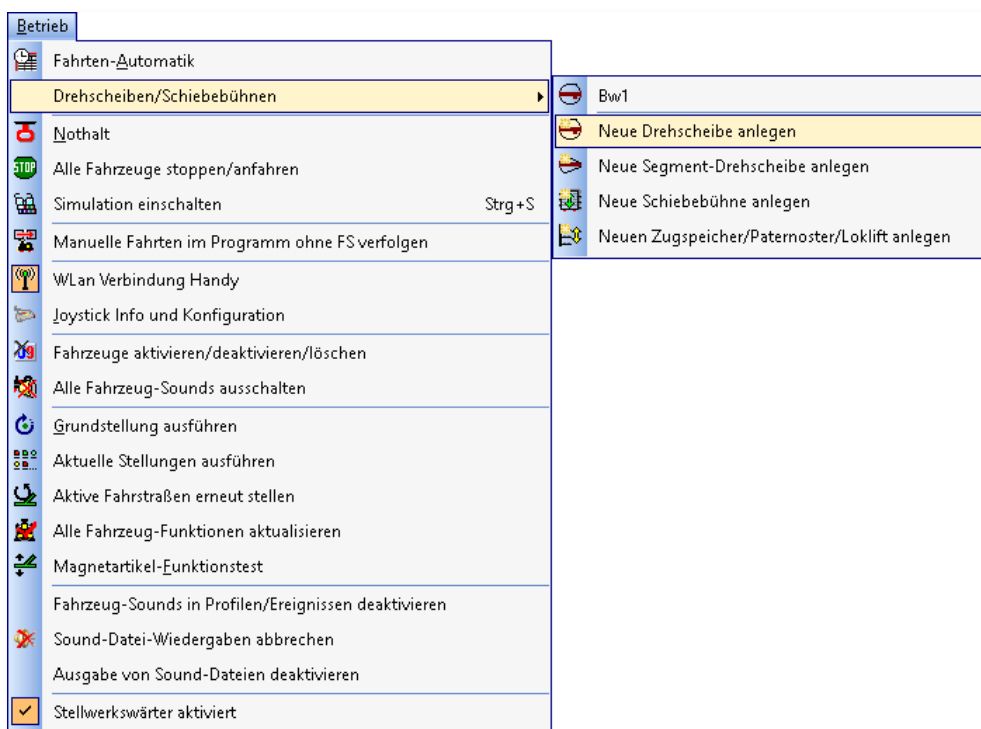 Betrieb
Fahrten-Automatik
Drehscheiben/Schiebebühnen
Nothalt
Alle Fahrzeuge stoppen/anfahren
STOP
Simulation einschalten Strg+S
Manuelle Fahrten im Programm ohne FS verfolgen
WLan Verbindung Handy
Joystick Info und Konfiguration
Fahrzeuge aktivieren/deaktivieren/löschen
Alle Fahrzeug-Sounds ausschalten
Grundstellung ausführen
Aktuelle Stellungen ausführen
Aktive Fahrstraßen erneut stellen
Alle Fahrzeug-Funktionen aktualisieren
Magnetartikel-Funktionstest
Fahrzeug-Sounds in Profilen/Ereignissen deaktivieren
Sound-Datei-Wiedergaben abbrechen
Ausgabe von Sound-Dateien deaktivieren
Stellwerkswärter aktiviert
Bw1
Neue Drehscheibe anlegen
Neue Segment-Drehscheibe anlegen
Neue Schiebebühne anlegen
Neuen Zugspeicher/Paternoster/Loklift anlegen